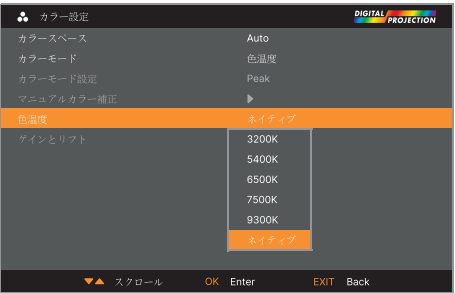 カラー設定
DIGITAL PROJECTION
カラースペース Auto
カラーモード 色温度
カラーモード設定 Peak
マニュアルカラー補正
色温度 ネイティブ
ゲインとリフト
3200K
5400K
6500K
7500K
9300K
ネイティブ
スクロール OK Enter EXIT Back